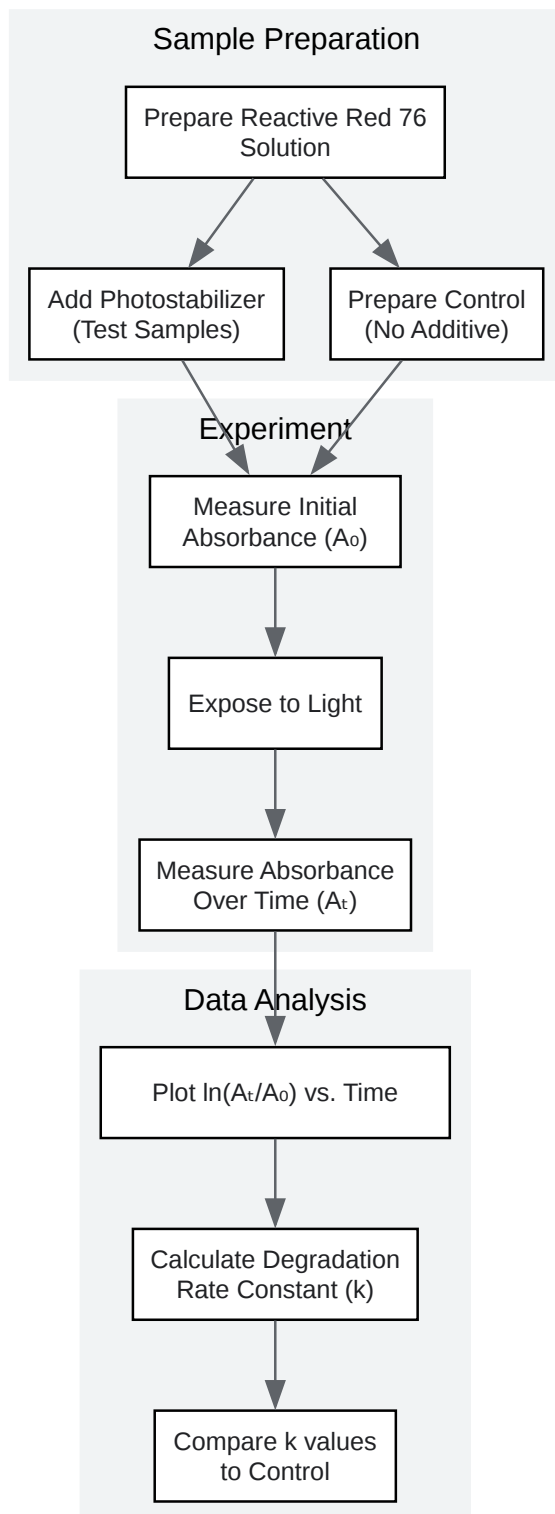 Sample Preparation
Prepare Reactive Red 76
Solution
Add Photostabilizer
(Test Samples)
Prepare Control
(No Additive)
Experiment
Measure Initial
Absorbance (A₀)
Expose to Light
Measure Absorbance
Over Time (Aₜ)
Data Analysis
Plot ln(Aₜ/A₀) vs. Time
Calculate Degradation
Rate Constant (k)
Compare k values
to Control